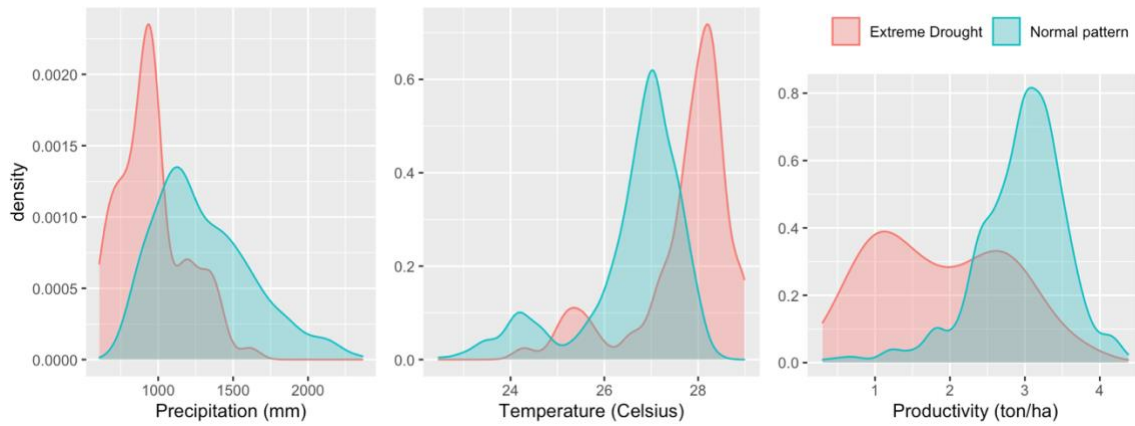 Extreme Drought Normal pattern
density
0.0020
0.0015
0.0010
0.0005
0.0000
1000 1500 2000
Precipitation (mm)
0.6
0.4
0.2
0.0
24 26 28
Temperature (Celsius)
0.8
0.6
0.4
0.2
0.0
1 2 3 4
Productivity (ton/ha)